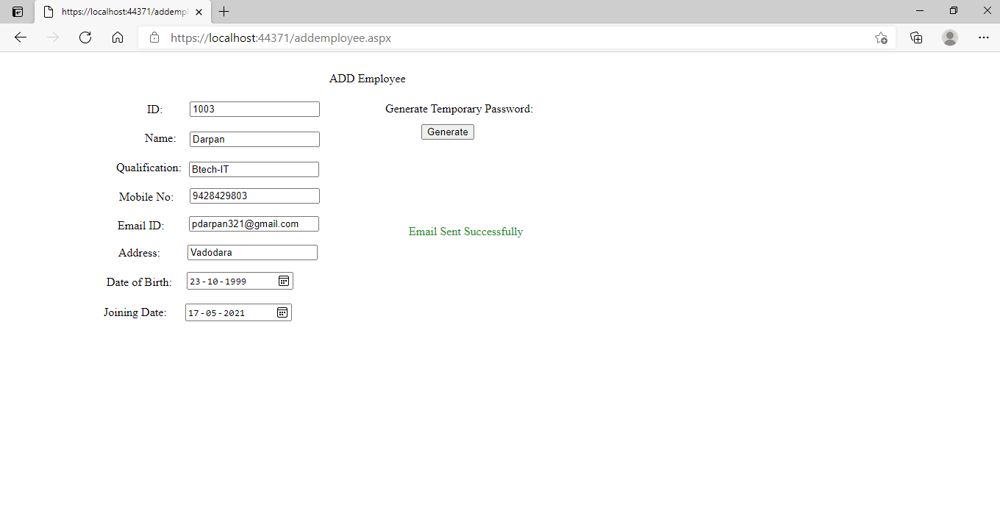 https://localhost:44371/addemp
https://localhost:44371/addemployee.aspx
ADD Employee
ID: 1003 Generate Temporary Password:
Name: Darpan Generate
Qualification: Btech-IT
Mobile No: 9428429803
Email ID: pdarpan321@gmail.com Email Sent Successfully
Address: Vadodara
Date of Birth: 23-10-1999
Joining Date: 17-05-2021